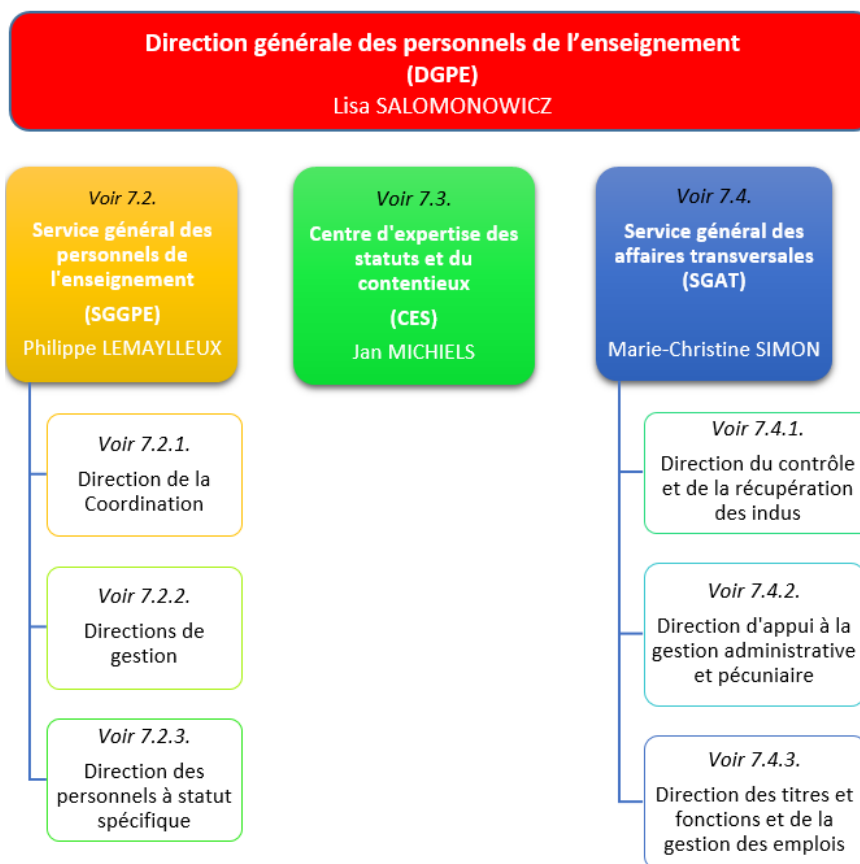 Direction générale des personnels de l’enseignement
(DGPE)
Lisa SALOMONOWICZ
Voir 7.2.
Service général des
personnels de
l'enseignement
(SGGPE)
Philippe LEMAYLLEUX
Voir 7.3.
Centre d'expertise des
statuts et du
contentieux
(CES)
Jan MICHIELS
Voir 7.4.
Service général des
affaires transversales
(SGAT)
Marie-Christine SIMON
Voir 7.2.1.
Direction de la
Coordination
Voir 7.2.2.
Directions de
gestion
Voir 7.2.3.
Direction des
personnels à statut
spécifique
Voir 7.4.1.
Direction du contrôle
et de la récupération
des indus
Voir 7.4.2.
Direction d'appui à la
gestion administrative
et pécuniaire
Voir 7.4.3.
Direction des titres et
fonctions et de la
gestion des emplois